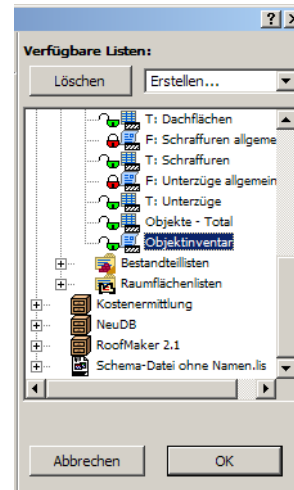 Verfügbare Listen:
Löschen Erstellen...
T: Dachflächen
F: Schraffuren allgeme
T: Schraffuren
F: Unterzüge allgemein
T: Unterzüge
Objekte - Total
Objektinventar
Bestandteillisten
Raumflächenlisten
Kostenermittlung
NeuDB
RoofMaker 2.1
Schema-Datei ohne Namen.lis
Abbrechen OK